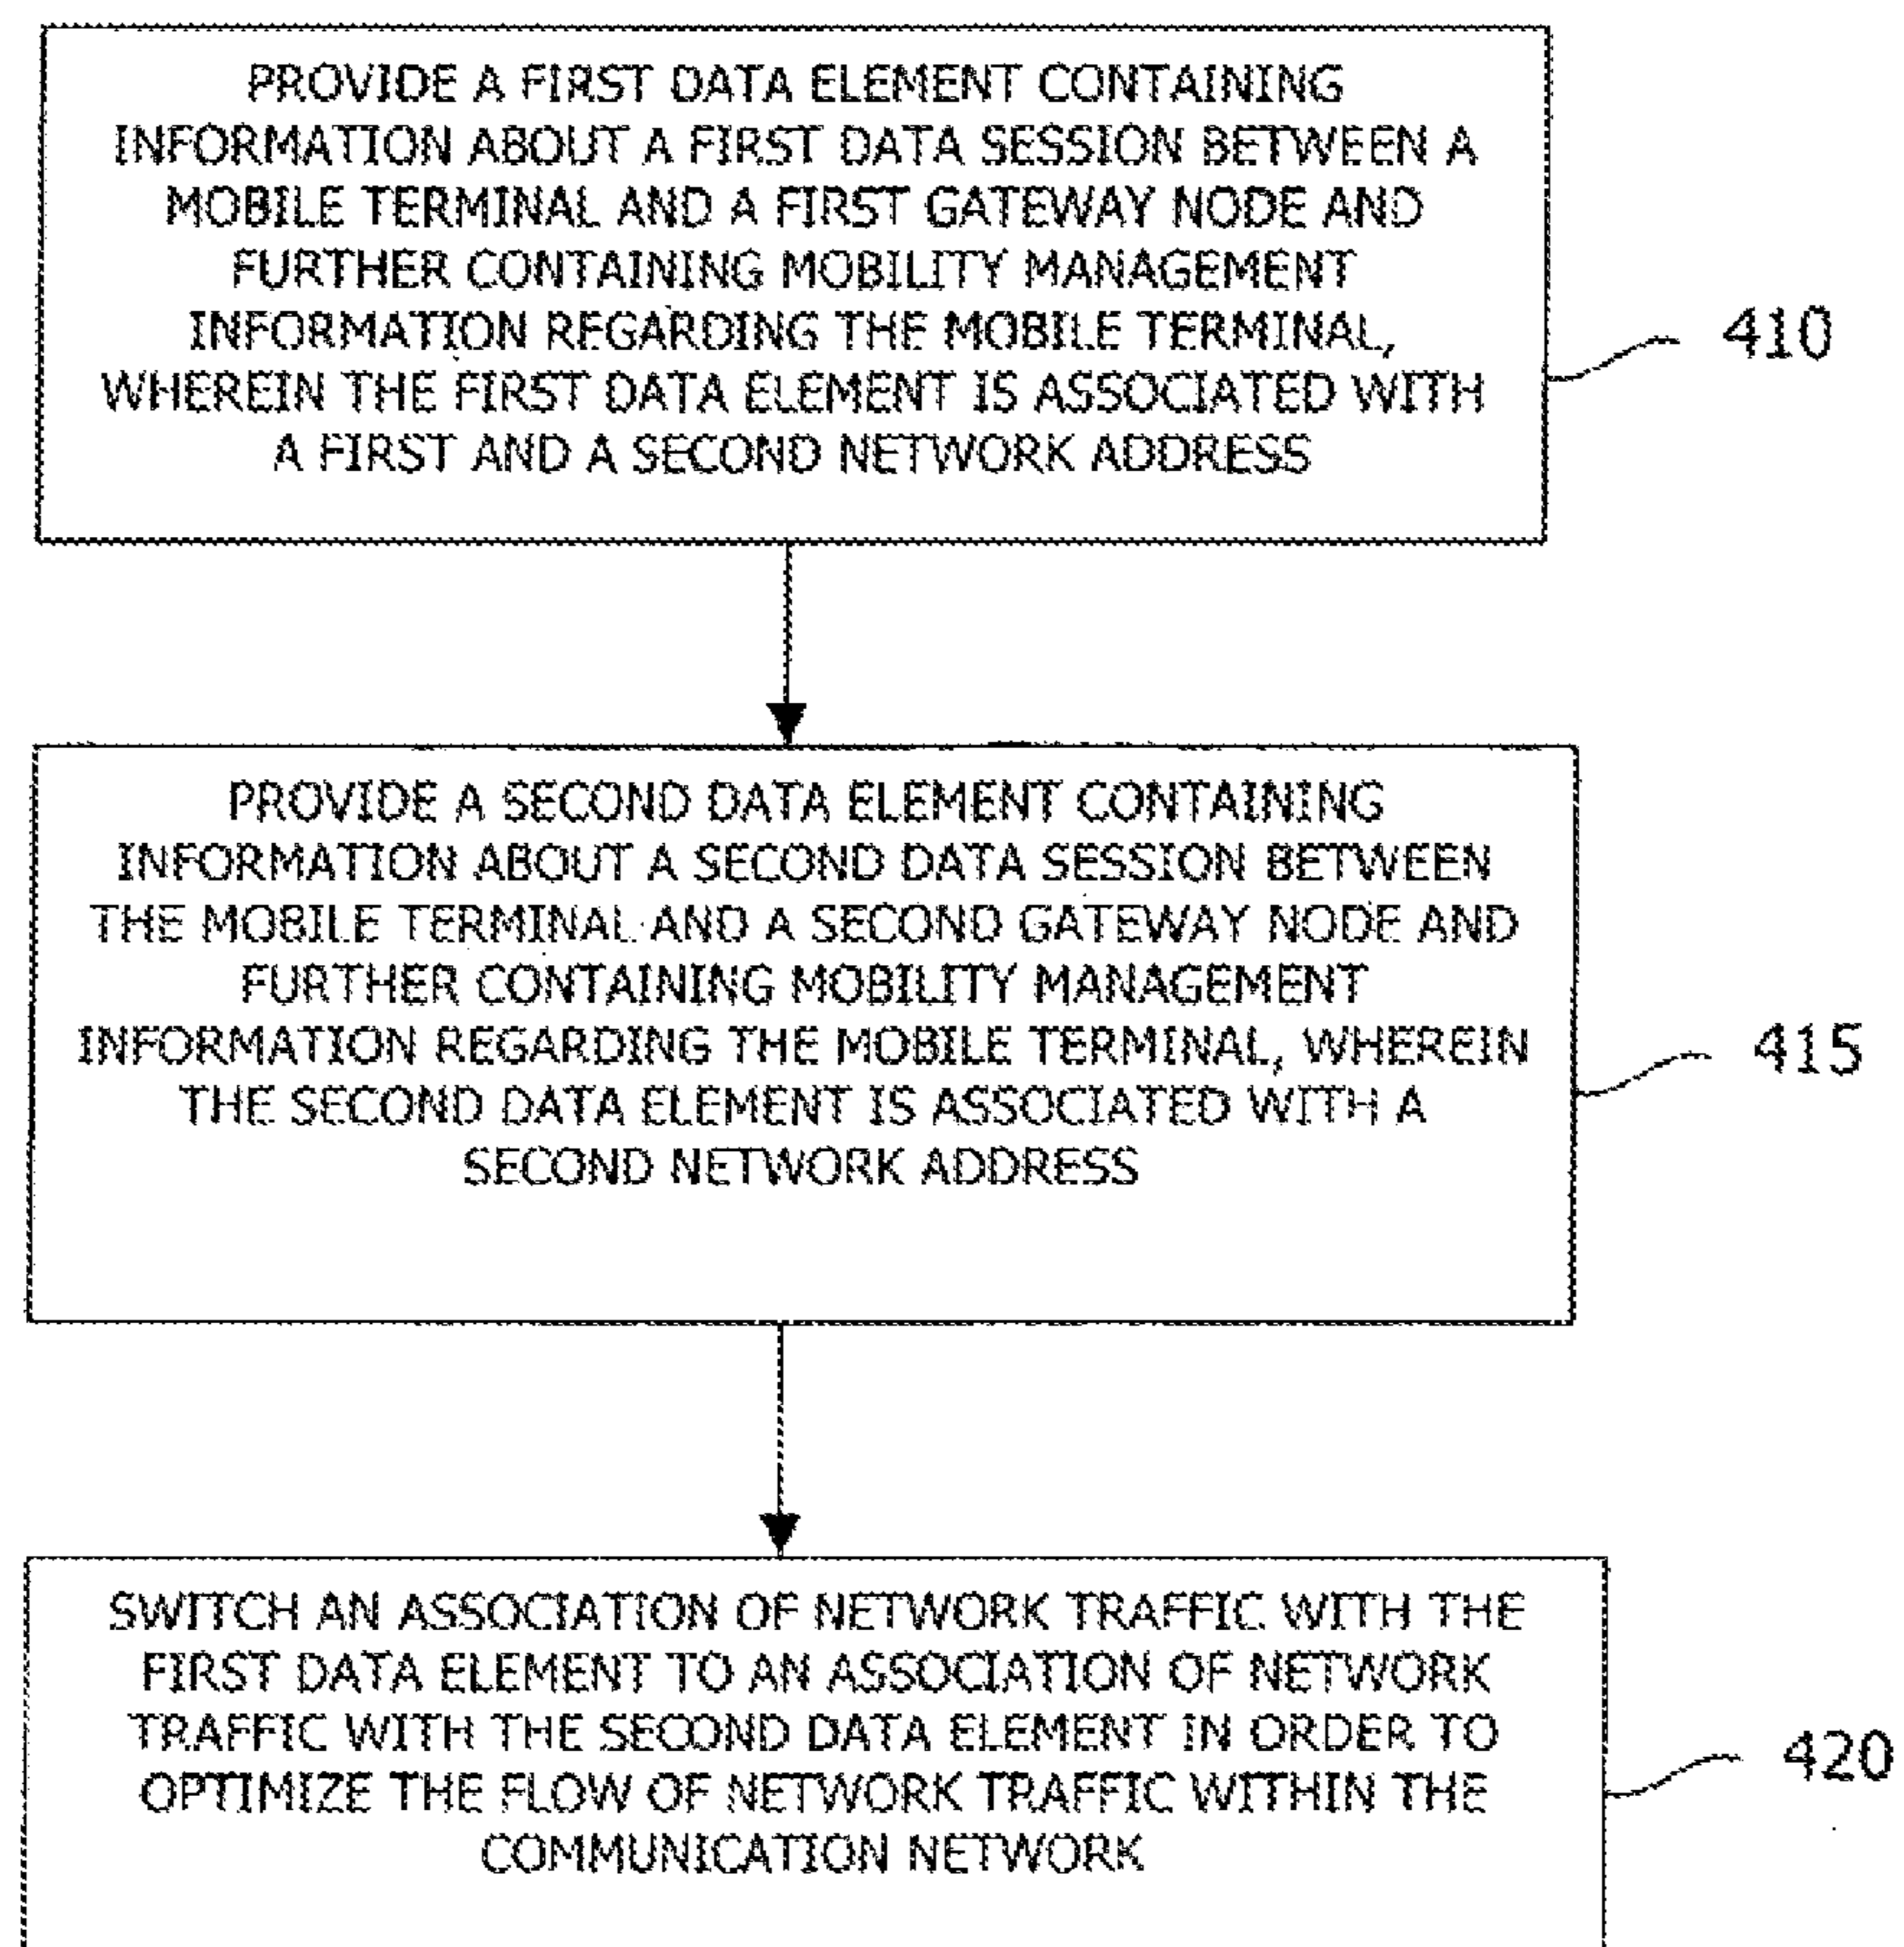 PROVIDE A FIRST DATA ELEMENT CONTAINING
INFORMATION ABOUT A FIRST DATA SESSION BETWEEN A
MOBILE TERMINAL AND A FIRST GATEWAY NODE AND
FURTHER CONTAINING MOBILITY MANAGEMENT
INFORMATION REGARDING THE MOBILE TERMINAL,
WHEREIN THE FIRST DATA ELEMENT IS ASSOCIATED WITH
A FIRST AND A SECOND NETWORK ADDRESS
410
PROVIDE A SECOND DATA ELEMENT CONTAINING
INFORMATION ABOUT A SECOND DATA SESSION BETWEEN
THE MOBILE TERMINAL AND A SECOND GATEWAY NODE AND
FURTHER CONTAINING MOBILITY MANAGEMENT
INFORMATION REGARDING THE MOBILE TERMINAL, WHEREIN
THE SECOND DATA ELEMENT IS ASSOCIATED WITH A
SECOND NETWORK ADDRESS
415
SWITCH AN ASSOCIATION OF NETWORK TRAFFIC WITH THE
FIRST DATA ELEMENT TO AN ASSOCIATION OF NETWORK
TRAFFIC WITH THE SECOND DATA ELEMENT IN ORDER TO
OPTIMIZE THE FLOW OF NETWORK TRAFFIC WITHIN THE
COMMUNICATION NETWORK
420